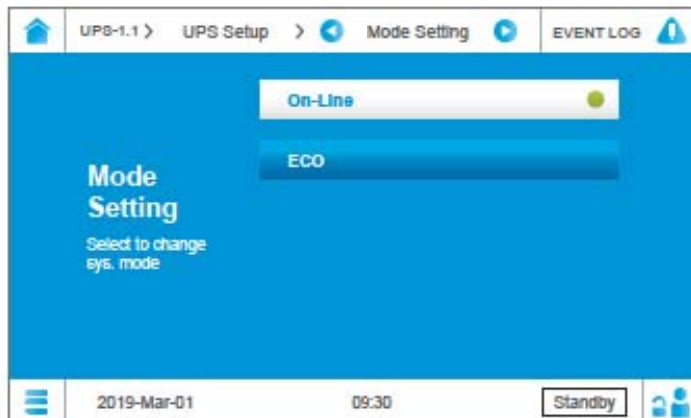 UPS-1.1 > UPS Setup > Mode Setting EVENT LOG
On-Line
ECO
Mode
Setting
Select to change
sys. mode
2019-Mar-01 09:30 Standby